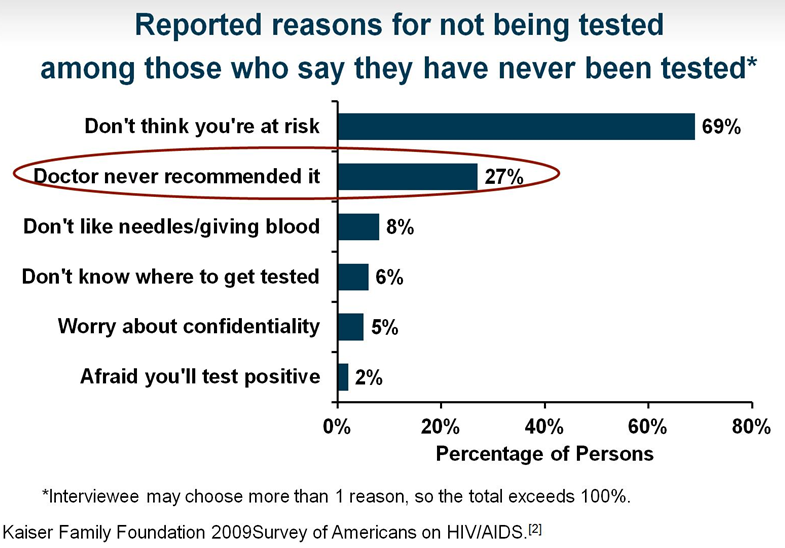 Reported reasons for not being tested
among those who say they have never been tested*
Don't think you're at risk 69%
Doctor never recommended it 27%
Don't like needles/giving blood 8%
Don't know where to get tested 6%
Worry about confidentiality 5%
Afraid you'll test positive 2%
0% 20% 40% 60% 80%
Percentage of Persons
*Interviewee may choose more than 1 reason, so the total exceeds 100%.
Kaiser Family Foundation 2009Survey of Americans on HIV/AIDS.[2]